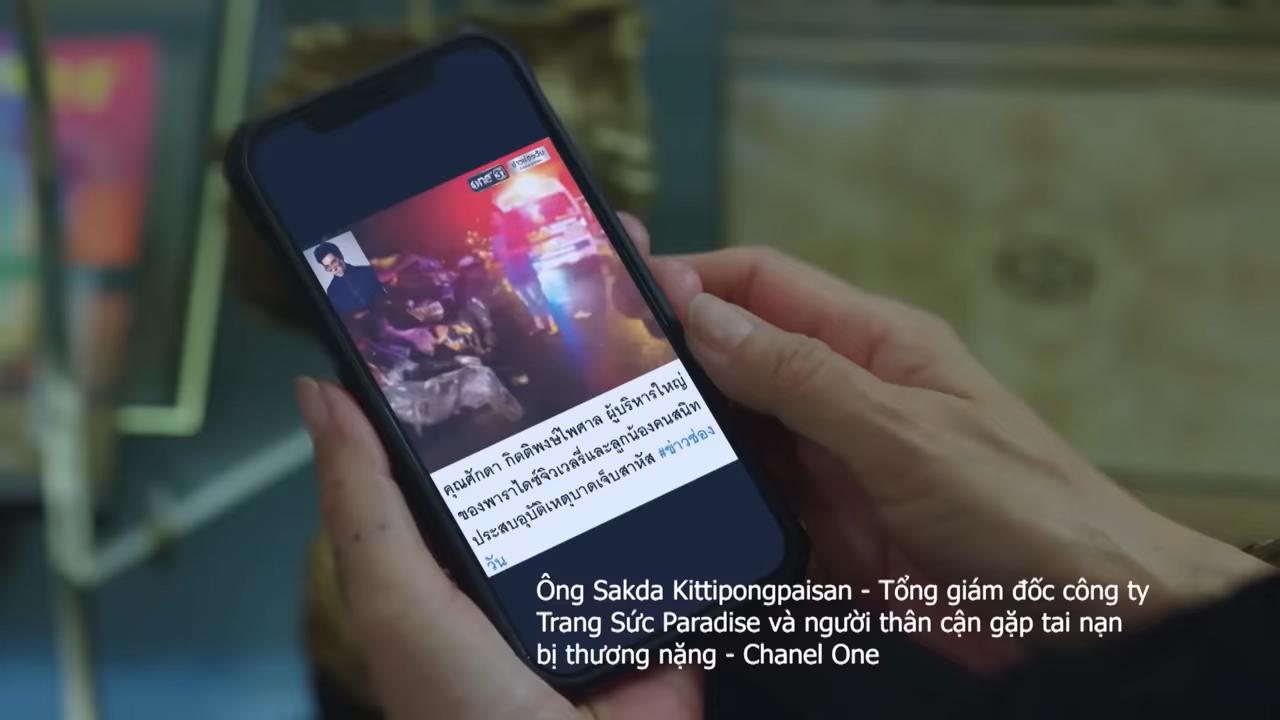 one 31
ข่าวช่องวัน
คุณศักดา กิตติพงษ์ไพศาล ผู้บริหารใหญ่
ของพาราไดซ์จิวเวลรี่และลูกน้องคนสนิท
ประสบอุบัติเหตุบาดเจ็บสาหัส #ข่าวช่อง
วัน
Ông Sakda Kittipongpaisan - Tổng giám đốc công ty
Trang Sức Paradise và người thân cận gặp tai nạn
bị thương nặng - Chanel One